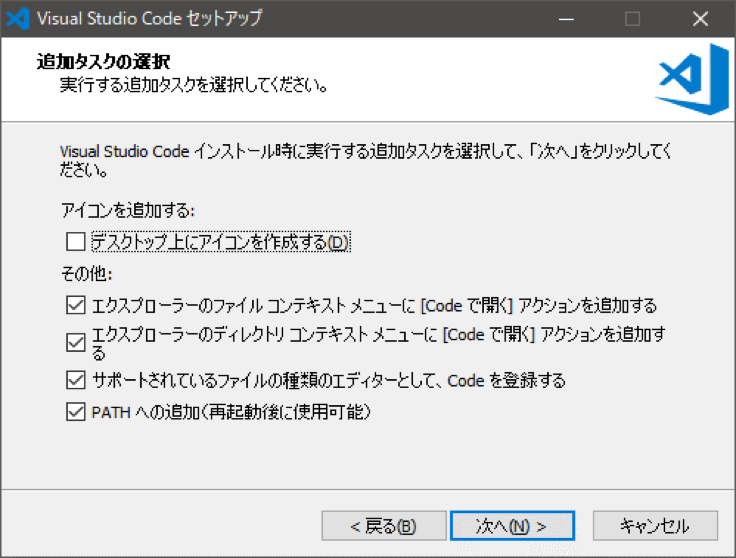 Visual Studio Code セットアップ
追加タスクの選択
実行する追加タスクを選択してください。
Visual Studio Code インストール時に実行する追加タスクを選択して、「次へ」をクリックしてく
ださい。
アイコンを追加する:
デスクトップ上にアイコンを作成する(D)
その他:
エクスプローラーのファイル コンテキスト メニューに [Code で開く] アクションを追加する
エクスプローラーのディレクトリ コンテキスト メニューに [Code で開く] アクションを追加す
る
サポートされているファイルの種類のエディターとして、Code を登録する
PATH への追加（再起動後に使用可能）
< 戻る(B)
次へ(N) >
キャンセル